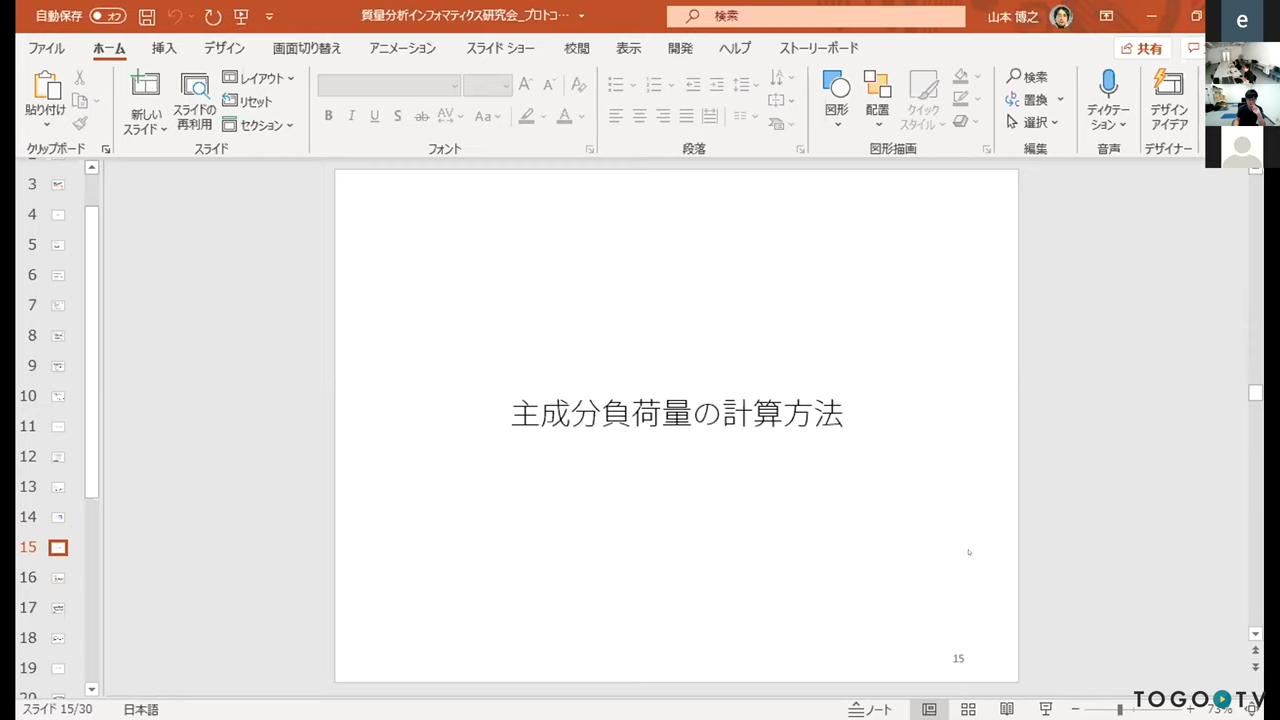 自動保存 オフ
質量分析インフォマティクス研究会_プロトコ…
検索
山本 博之
e
ファイル ホーム 挿入 デザイン 画面切り替え アニメーション スライド ショー 校閲 表示 開発 ヘルプ ストーリーボード
共有
貼り付け
クリップボード
新しい
スライド
スライドの
再利用
レイアウト
リセット
セクション
スライド
B I U S ab AV Aa A
フォント
段落
図形
配置
クイック
スタイル
図形描画
検索
置換
選択
編集
ディクテー
ション
音声
デザイン
アイデア
デザイナー
3
4
5
6
7
8
9
10
11
12
13
14
15
16
17
18
19
20
主成分負荷量の計算方法
15
スライド 15/30
日本語
ノート
73%
TOGO TV